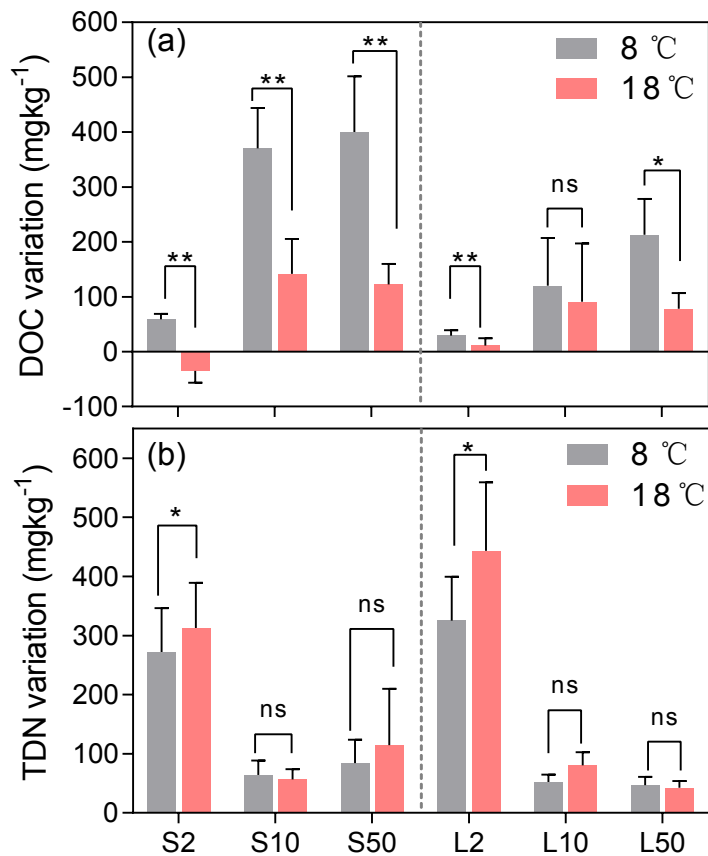 (a)
8 ℃
18℃
DOC variation (mgkg⁻¹)
600
500
400
300
200
100
0
-100
**
**
**
**
ns
*
(b)
8 ℃
18℃
TDN variation (mgkg⁻¹)
600
500
400
300
200
100
0
*
ns
ns
*
ns
ns
S2 S10 S50 L2 L10 L50